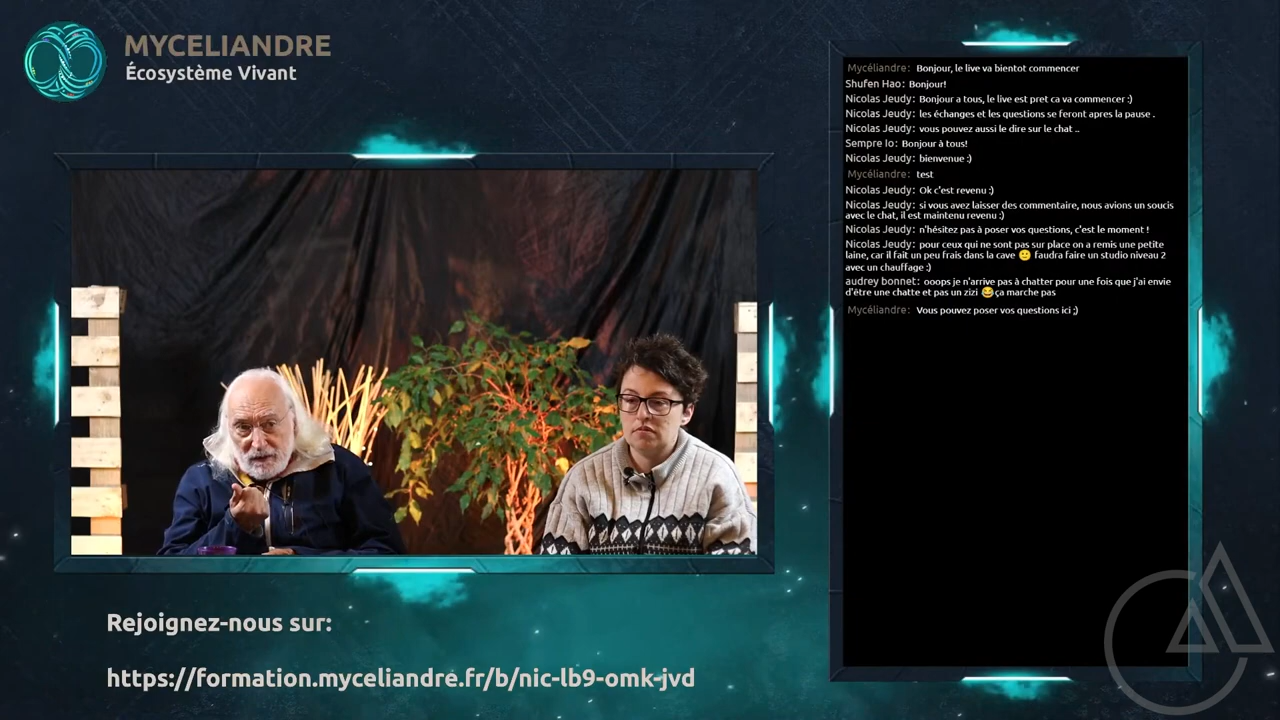 MYCELIANDRE
Écosystème Vivant
Mycéliandre: Bonjour, le live va bientot commencer
Shufen Hao: Bonjour!
Nicolas Jeudy: Bonjour a tous, le live est pret ca va commencer :)
Nicolas Jeudy: les échanges et les questions se feront apres la pause .
Nicolas Jeudy: vous pouvez aussi le dire sur le chat ..
Sempre Io: Bonjour à tous!
Nicolas Jeudy: bienvenue :)
Mycéliandre: test
Nicolas Jeudy: Ok c'est revenu :)
Nicolas Jeudy: si vous avez laisser des commentaire, nous avions un soucis
avec le chat, il est maintenu revenu :)
Nicolas Jeudy: n'hésitez pas à poser vos questions, c'est le moment !
Nicolas Jeudy: pour ceux qui ne sont pas sur place on a remis une petite
laine, car il fait un peu frais dans la cave 🙂 faudra faire un studio niveau 2
avec un chauffage :)
audrey bonnet: ooops je n'arrive pas à chatter pour une fois que j'ai envie
d'être une chatte et pas un zizi 😂ça marche pas
Mycéliandre: Vous pouvez poser vos questions ici ;)
Rejoignez-nous sur:
https://formation.myceliandre.fr/b/nic-lb9-omk-jvd